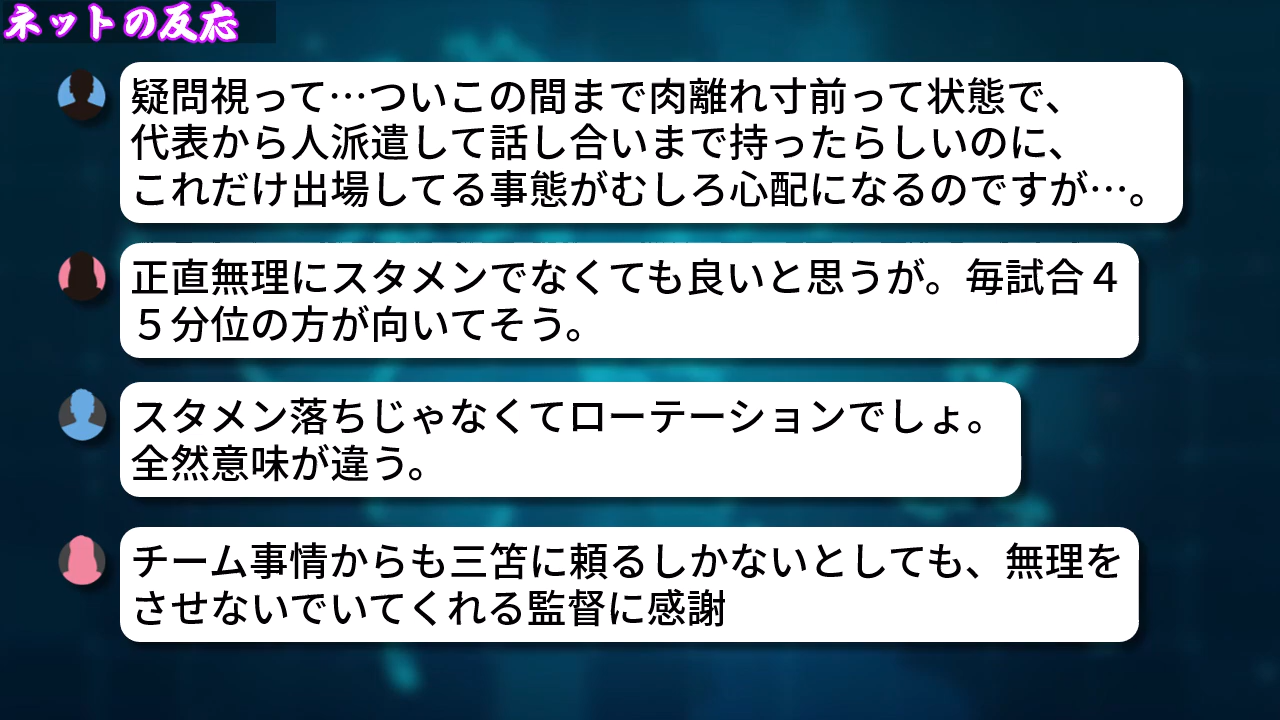 ネットの反応
疑問視って…ついこの間まで肉離れ寸前って状態で、
代表から人派遣して話し合いまで持ったらしいのに、
これだけ出場してる事態がむしろ心配になるのですが…。
正直無理にスタメンでなくても良いと思うが。毎試合４
５分位の方が向いてそう。
スタメン落ちじゃなくてローテーションでしょ。
全然意味が違う。
チーム事情からも三笘に頼るしかないとしても、無理を
させないでいてくれる監督に感謝